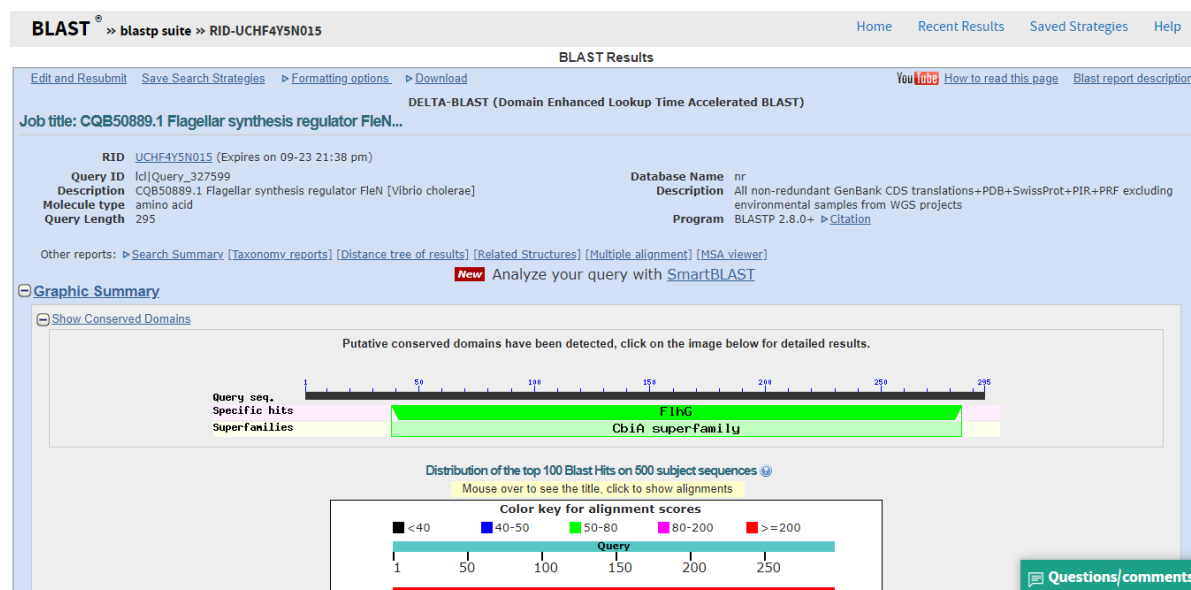 BLAST ® » blastp suite » RID-UCHF4Y5N015 Home Recent Results Saved Strategies Help
BLAST Results
Edit and Resubmit Save Search Strategies Formatting options Download YouTube How to read this page Blast report description
DELTA-BLAST (Domain Enhanced Lookup Time Accelerated BLAST)
Job title: CQB50889.1 Flagellar synthesis regulator FleN...
RID UCHF4Y5N015 (Expires on 09-23 21:38 pm)
Query ID lcl|Query_327599
Description CQB50889.1 Flagellar synthesis regulator FleN [Vibrio cholerae]
Molecule type amino acid
Query Length 295
Database Name nr
Description All non-redundant GenBank CDS translations+PDB+SwissProt+PIR+PRF excluding
environmental samples from WGS projects
Program BLASTP 2.8.0+ Citation
Other reports: Search Summary [Taxonomy reports] [Distance tree of results] [Related Structures] [Multiple alignment] [MSA viewer]
New Analyze your query with SmartBLAST
Graphic Summary
Show Conserved Domains
Putative conserved domains have been detected, click on the image below for detailed results.
1 50 100 150 200 250 295
Query seq.
Specific hits FlhG
Superfamilies CbiA superfamily
Distribution of the top 100 Blast Hits on 500 subject sequences
Mouse over to see the title, click to show alignments
Color key for alignment scores
<40 40-50 50-80 80-200 >=200
Query
1 50 100 150 200 250
Questions/comments